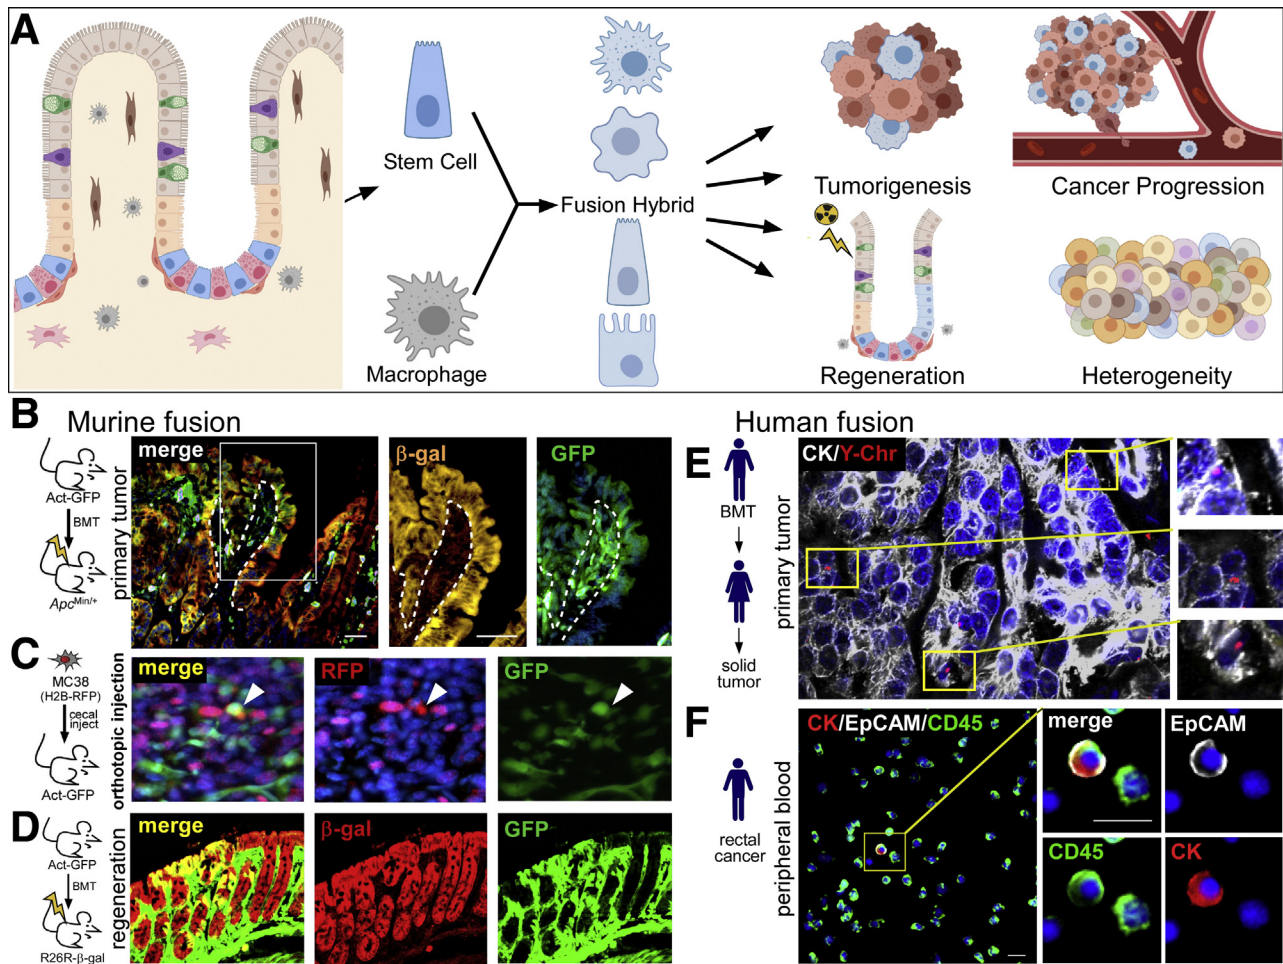 A
Stem Cell
Macrophage
Fusion Hybrid
Tumorigenesis
Cancer Progression
Regeneration
Heterogeneity
B
Murine fusion
Act-GFP
BMT
ApcMin/+
primary tumor
merge
β-gal
GFP
C
MC38
(H2B-RFP)
cecal
inject
Act-GFP
orthotopic injection
merge
RFP
GFP
D
Act-GFP
BMT
R26R-β-gal
regeneration
merge
β-gal
GFP
Human fusion
E
BMT
solid
tumor
primary tumor
CK/Y-Chr
F
rectal
cancer
peripheral blood
CK/EpCAM/CD45
merge
EpCAM
CD45
CK